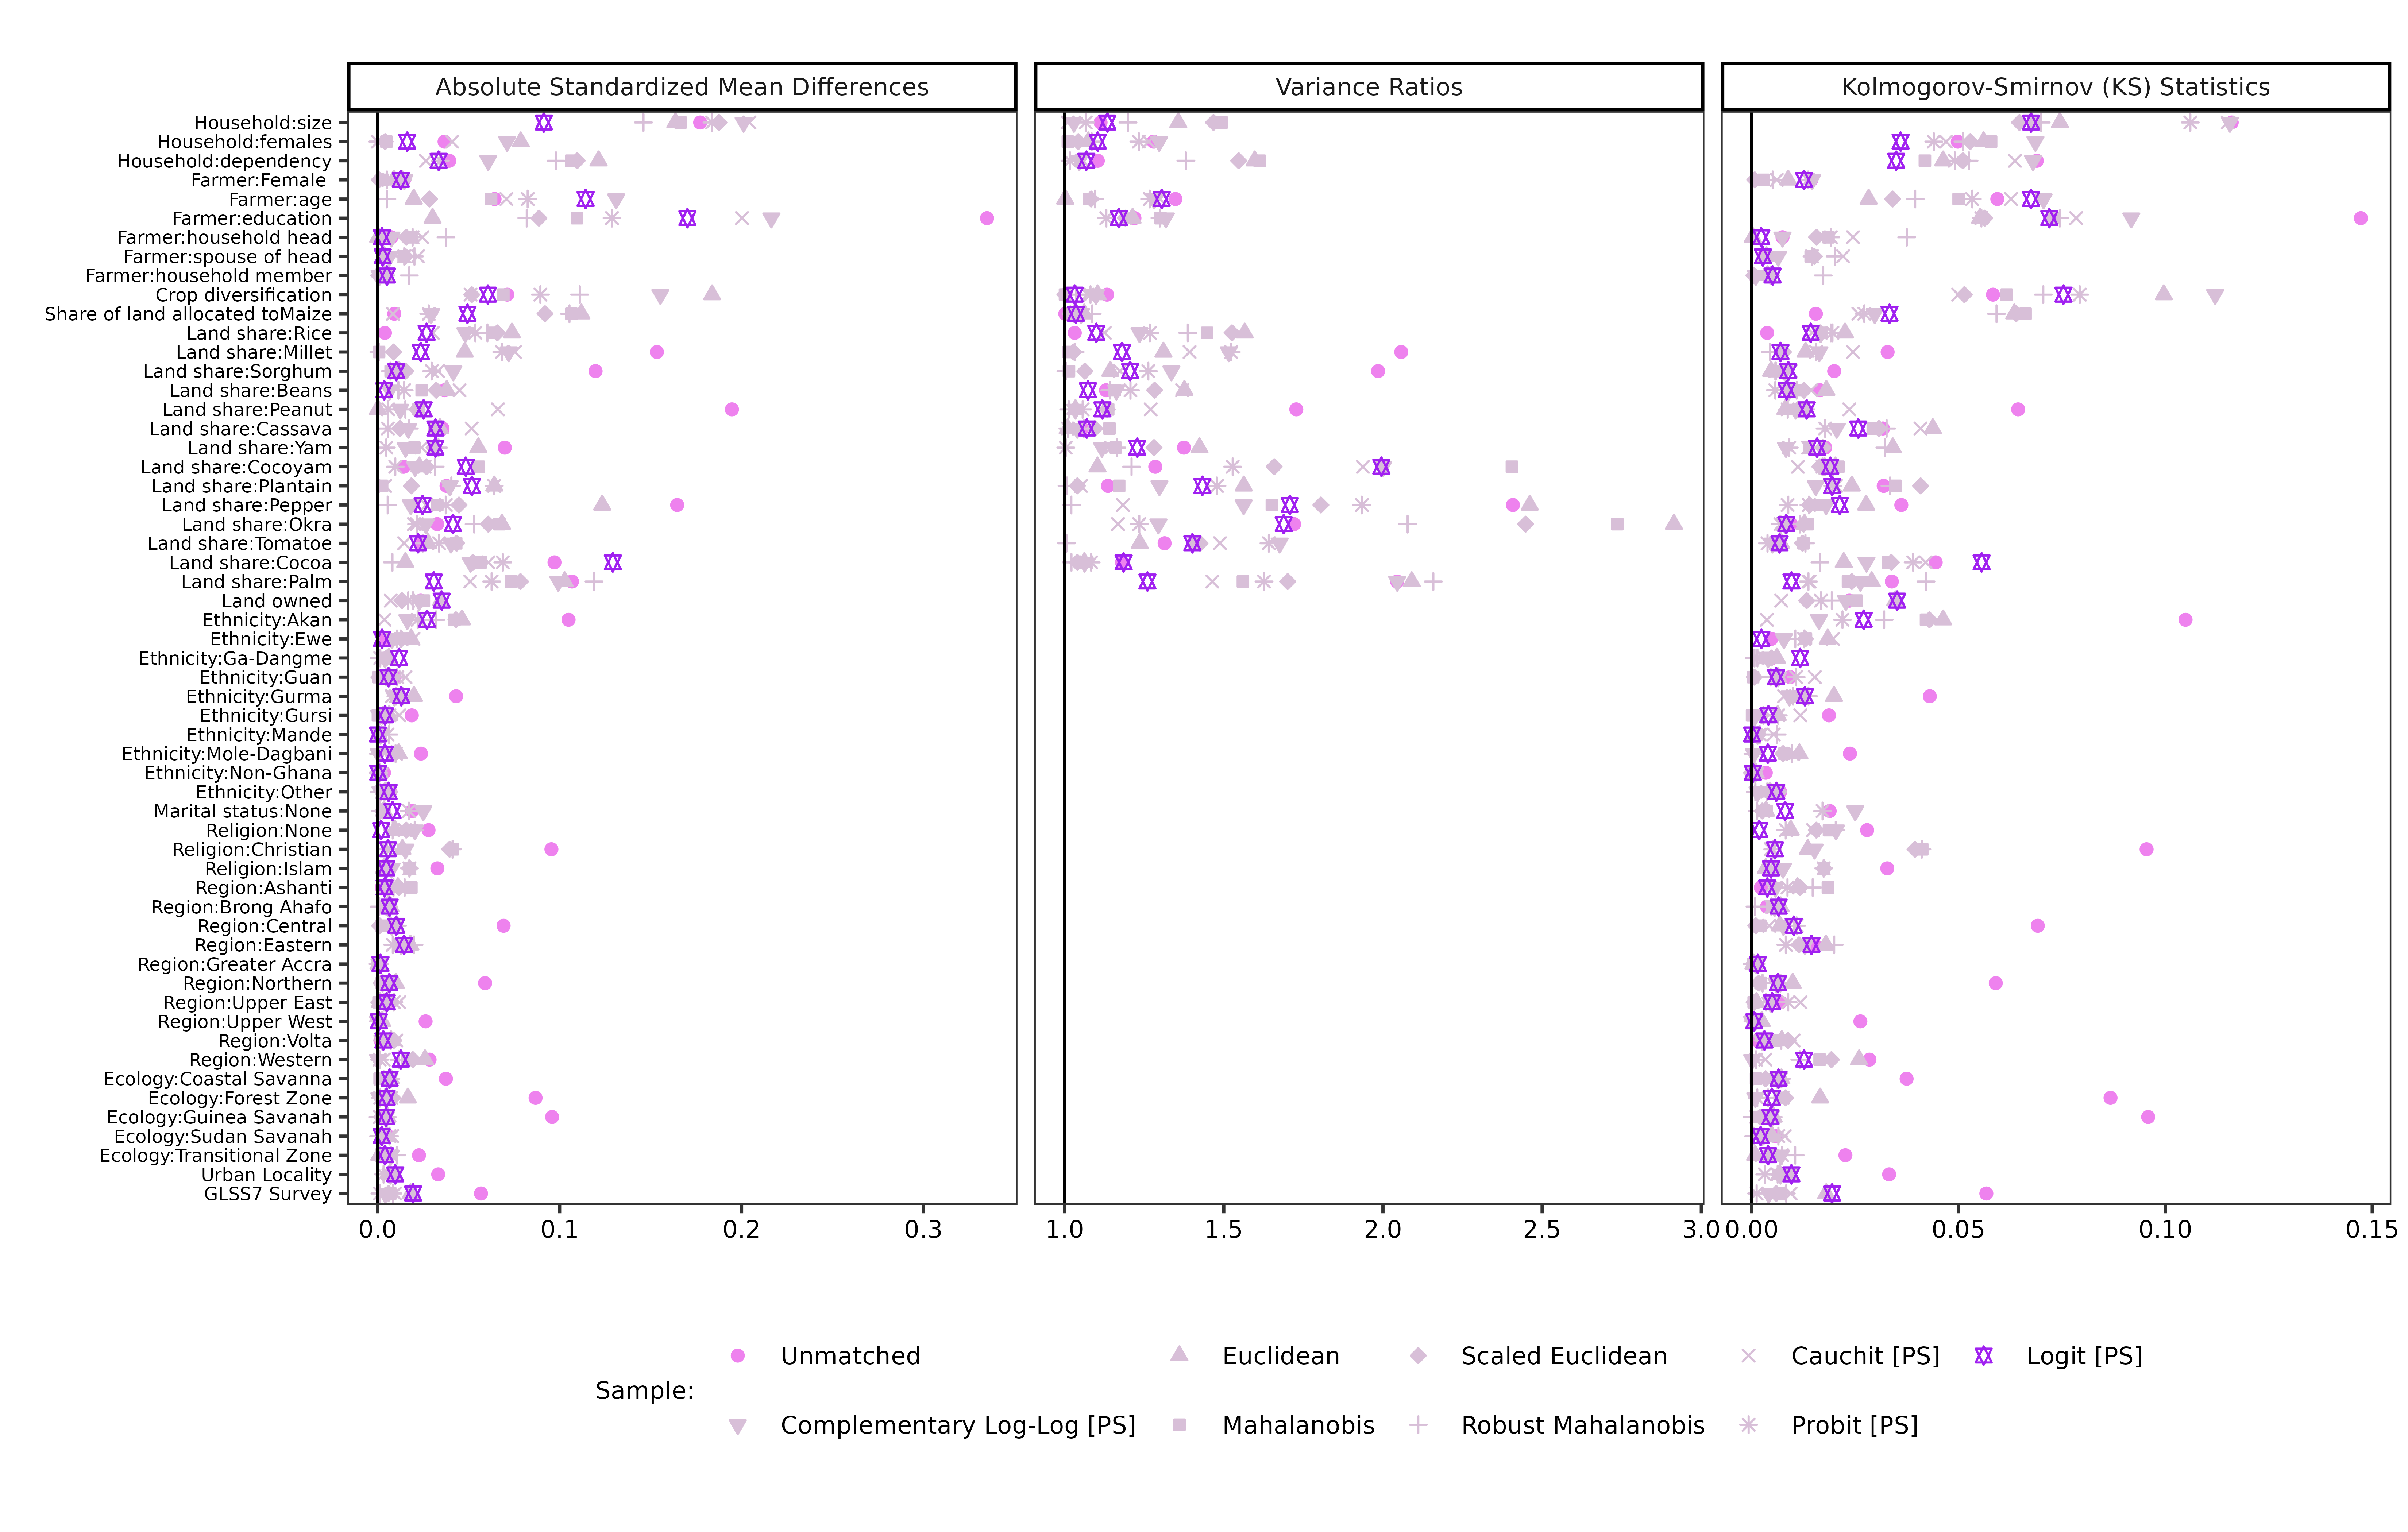 Absolute Standardized Mean Differences
Variance Ratios
Kolmogorov-Smirnov (KS) Statistics
Household:size
Household:females
Household:dependency
Farmer:Female
Farmer:age
Farmer:education
Farmer:household head
Farmer:spouse of head
Farmer:household member
Crop diversification
Share of land allocated toMaize
Land share:Rice
Land share:Millet
Land share:Sorghum
Land share:Beans
Land share:Peanut
Land share:Cassava
Land share:Yam
Land share:Cocoyam
Land share:Plantain
Land share:Pepper
Land share:Okra
Land share:Tomatoe
Land share:Cocoa
Land share:Palm
Land owned
Ethnicity:Akan
Ethnicity:Ewe
Ethnicity:Ga-Dangme
Ethnicity:Guan
Ethnicity:Gurma
Ethnicity:Gursi
Ethnicity:Mande
Ethnicity:Mole-Dagbani
Ethnicity:Non-Ghana
Ethnicity:Other
Marital status:None
Religion:None
Religion:Christian
Religion:Islam
Region:Ashanti
Region:Brong Ahafo
Region:Central
Region:Eastern
Region:Greater Accra
Region:Northern
Region:Upper East
Region:Upper West
Region:Volta
Region:Western
Ecology:Coastal Savanna
Ecology:Forest Zone
Ecology:Guinea Savanah
Ecology:Sudan Savanah
Ecology:Transitional Zone
Urban Locality
GLSS7 Survey
0.0 0.1 0.2 0.3
1.0 1.5 2.0 2.5 3.0
0.00 0.05 0.10 0.15
Sample:
Unmatched Euclidean Scaled Euclidean Cauchit [PS] Logit [PS]
Complementary Log-Log [PS] Mahalanobis Robust Mahalanobis Probit [PS]